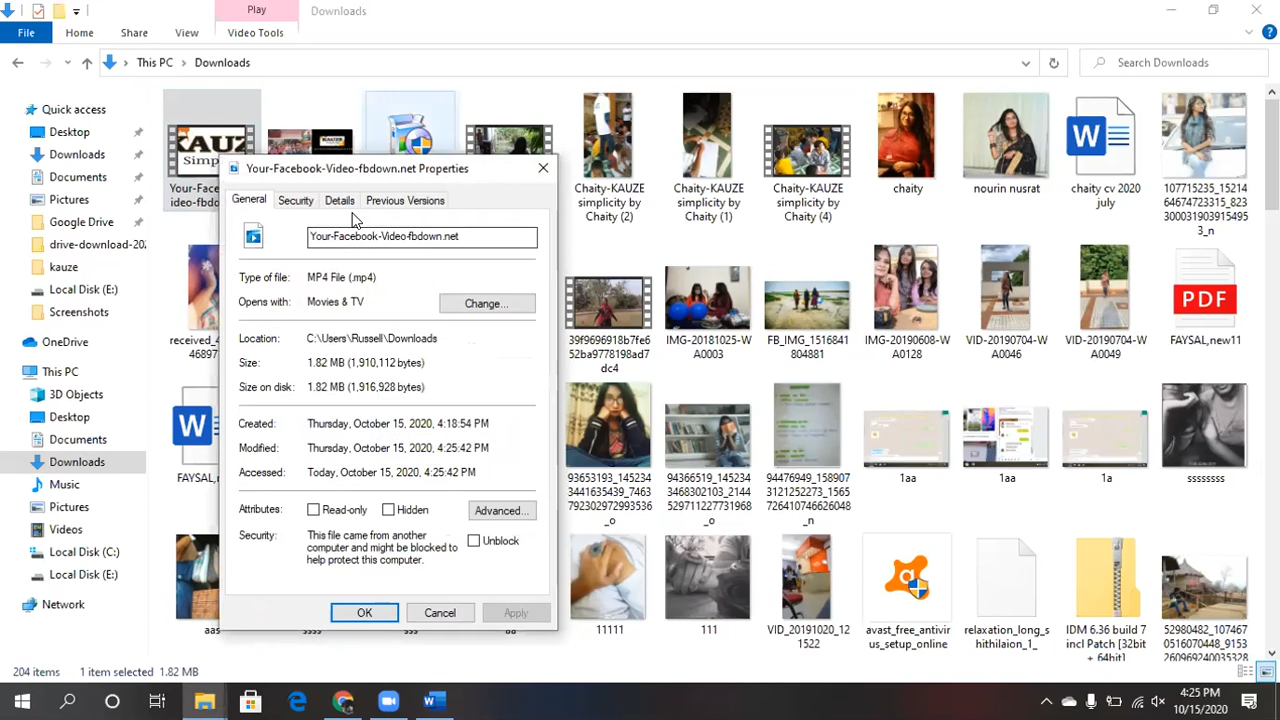 Play
Downloads
File
Home
Share
View
Video Tools
This PC
Downloads
Search Downloads
Quick access
Desktop
Downloads
Documents
Pictures
Google Drive
drive-download-202
kauze
Local Disk (E:)
Screenshots
OneDrive
This PC
3D Objects
Desktop
Documents
Downloads
Music
Pictures
Videos
Local Disk (C:)
Local Disk (E:)
Network
KAUZE
Simp
Your-Face
ideo-fbdow
Chaity-KAUZE
simplicity by
Chaity (2)
Chaity-KAUZE
simplicity by
Chaity (1)
Chaity-KAUZE
simplicity by
Chaity (4)
chaity
nourin nusrat
chaity cv 2020
july
107715235_15214
64674723315_823
30003190391549
3_n
received_4
46897
39f9696918b7fe6
52ba9778198adf
dc4
IMG-20181025-W
A0003
FB_IMG_1516841
804881
IMG-20190608-W
A0128
VID-20190704-W
A0046
VID-20190704-W
A0049
PDF
FAYSAL,new11
W
FAYSAL,n
93653193_145234
3441635439_7463
792302972993536
_o
94366519_145234
3468302103_2144
529711227731968
_o
94476949_158907
3121252273_1565
726410746626048
_n
1aa
1aa
1a
ssssssss
aas
ssss
sss
aa
11111
111
VID_20191020_12
1522
avast_free_antivir
us_setup_online
relaxation_long_s
hithilaion_1_
IDM 6.36 build 7
incl Patch [32bit
+ 64bit]
52980482_107467
0516070448_9153
260969240035328
Your-Facebook-Video-fbdown.net Properties
General
Security
Details
Previous Versions
Your-Facebook-Video-fbdown.net
Type of file: MP4 File (.mp4)
Opens with: Movies & TV
Change...
Location: C:\Users\Russell\Downloads
Size: 1.82 MB (1,910,112 bytes)
Size on disk: 1.82 MB (1,916,928 bytes)
Created: Thursday, October 15, 2020, 4:18:54 PM
Modified: Thursday, October 15, 2020, 4:25:42 PM
Accessed: Today, October 15, 2020, 4:25:42 PM
Attributes: Read-only Hidden Advanced...
Security: This file came from another
computer and might be blocked to
help protect this computer.
Unblock
OK
Cancel
Apply
204 items 1 item selected 1.82 MB
4:25 PM
10/15/2020